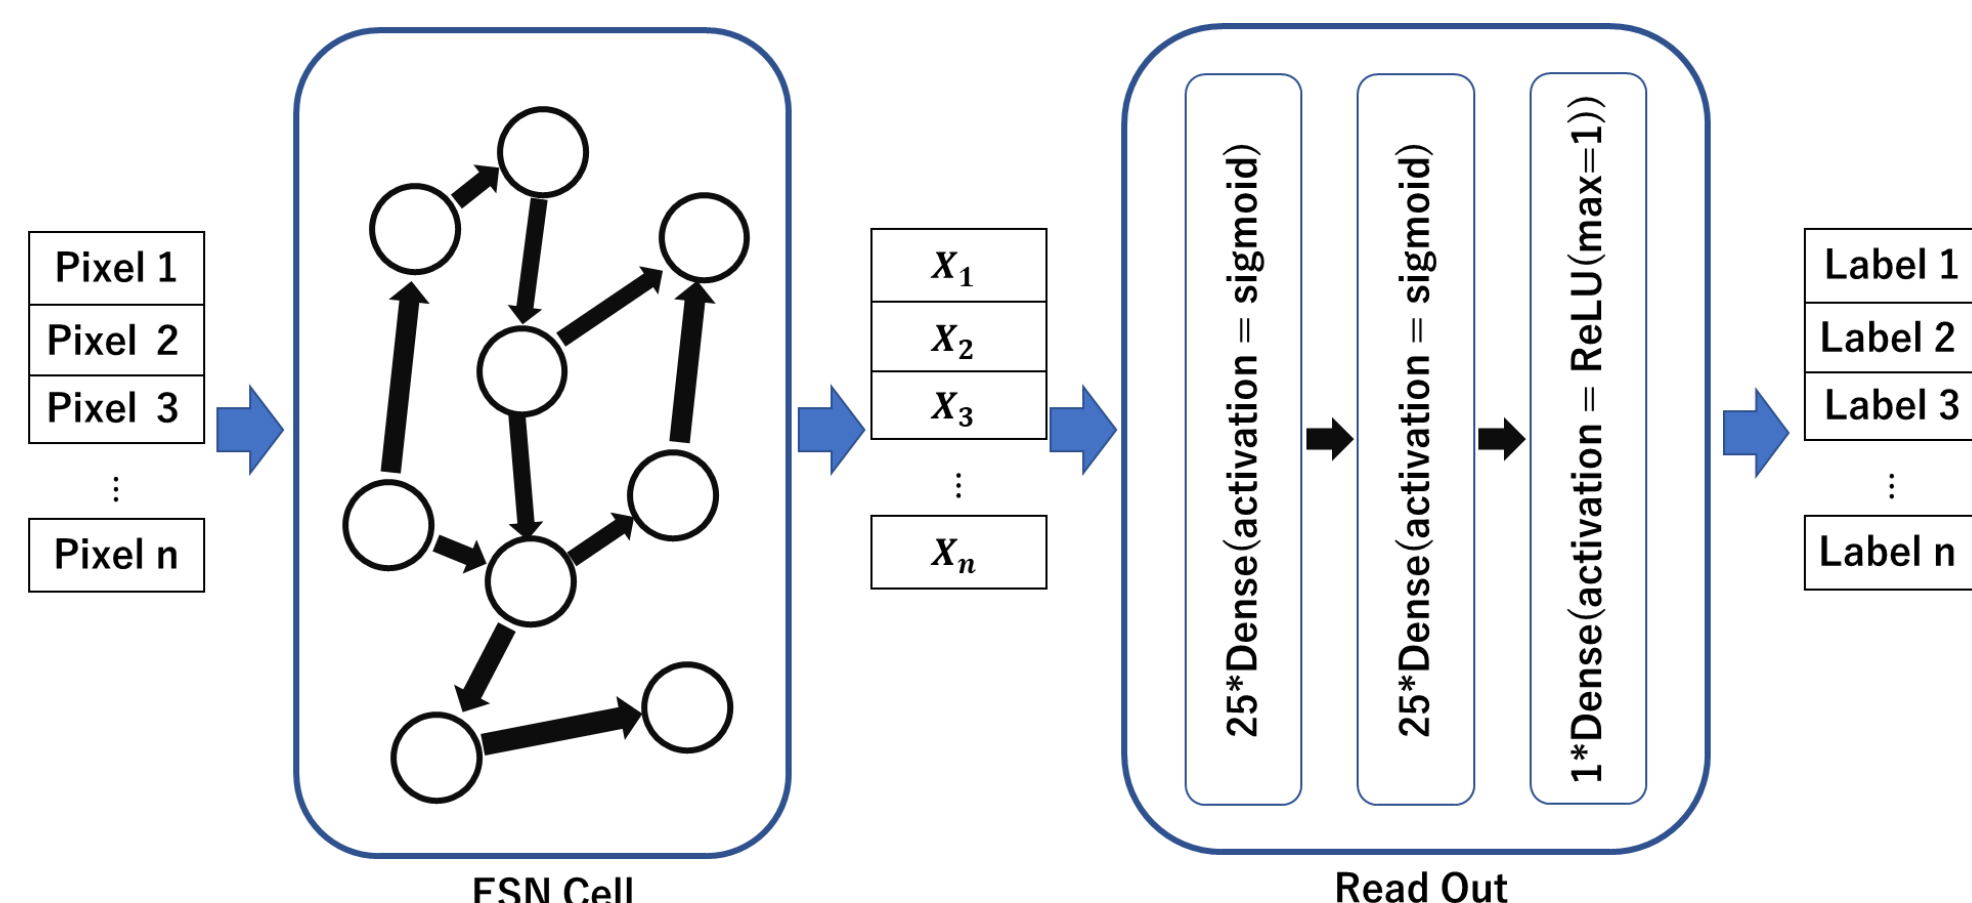 Pixel 1
Pixel 2
Pixel 3
⋮
Pixel n
ESN Cell
X₁
X₂
X₃
⋮
Xₙ
25*Dense(activation = sigmoid)
25*Dense(activation = sigmoid)
1*Dense(activation = ReLU(max=1))
Read Out
Label 1
Label 2
Label 3
⋮
Label n